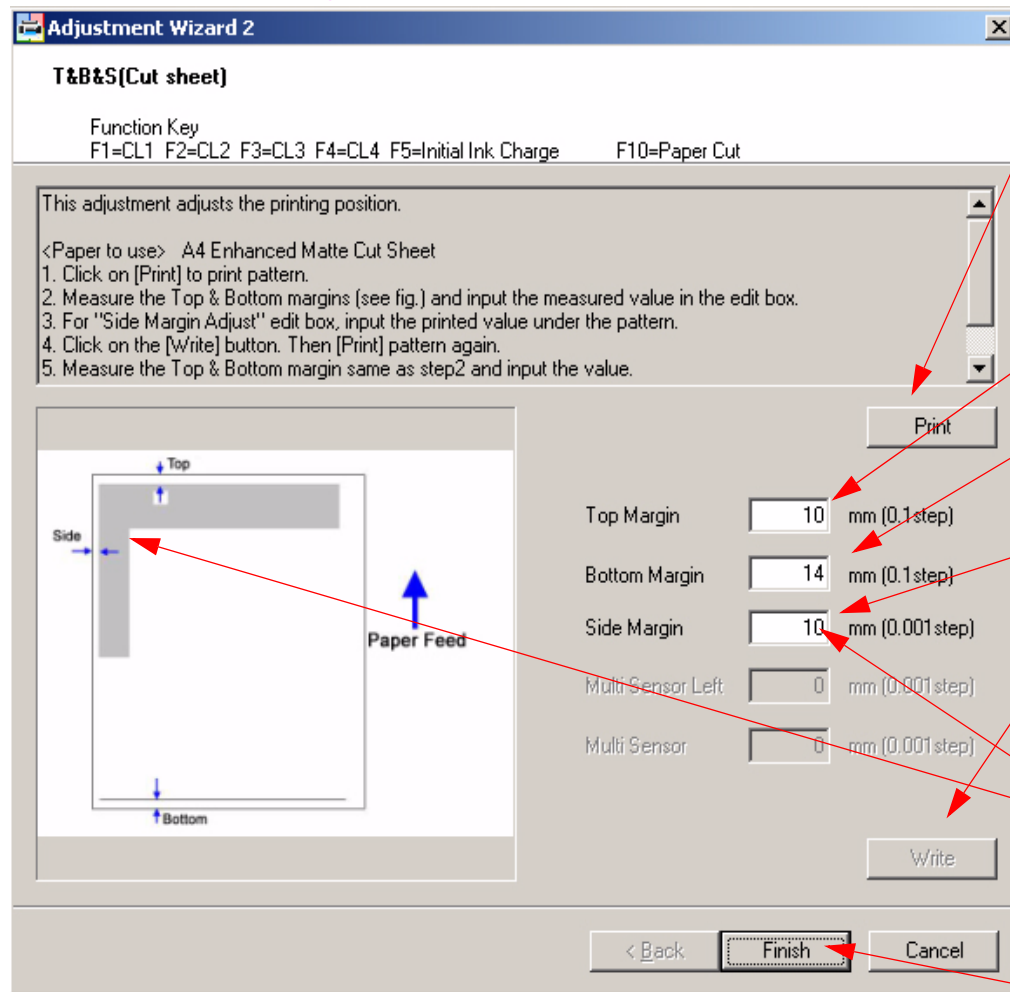 Adjustment Wizard 2
T&B&S(Cut sheet)
Function Key
F1=CL1 F2=CL2 F3=CL3 F4=CL4 F5=Initial Ink Charge F10=Paper Cut
This adjustment adjusts the printing position.
<Paper to use> A4 Enhanced Matte Cut Sheet
1. Click on [Print] to print pattern.
2. Measure the Top & Bottom margins (see fig.) and input the measured value in the edit box.
3. For "Side Margin Adjust" edit box, input the printed value under the pattern.
4. Click on the [Write] button. Then [Print] pattern again.
5. Measure the Top & Bottom margin same as step2 and input the value.
Print
Top
Side
Paper Feed
Bottom
Top Margin 10 mm (0.1step)
Bottom Margin 14 mm (0.1step)
Side Margin 10 mm (0.001step)
Multi Sensor Left 0 mm (0.001step)
Multi Sensor 0 mm (0.001step)
Write
< Back Finish Cancel